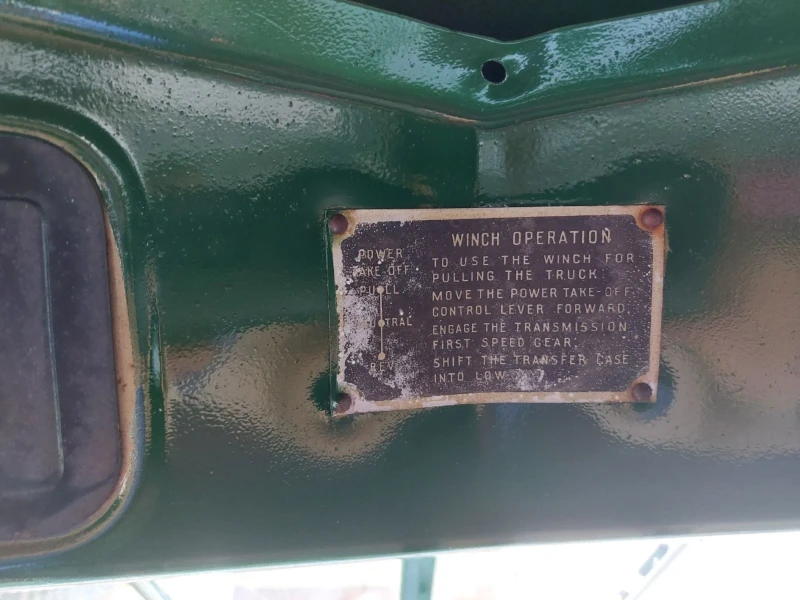 WINCH OPERATION
POWER
TAKE-OFF
PULL
NEUTRAL
REV.
TO USE THE WINCH FOR
PULLING THE TRUCK:
MOVE THE POWER TAKE-OFF
CONTROL LEVER FORWARD;
ENGAGE THE TRANSMISSION
FIRST SPEED GEAR;
SHIFT THE TRANSFER CASE
INTO LOW